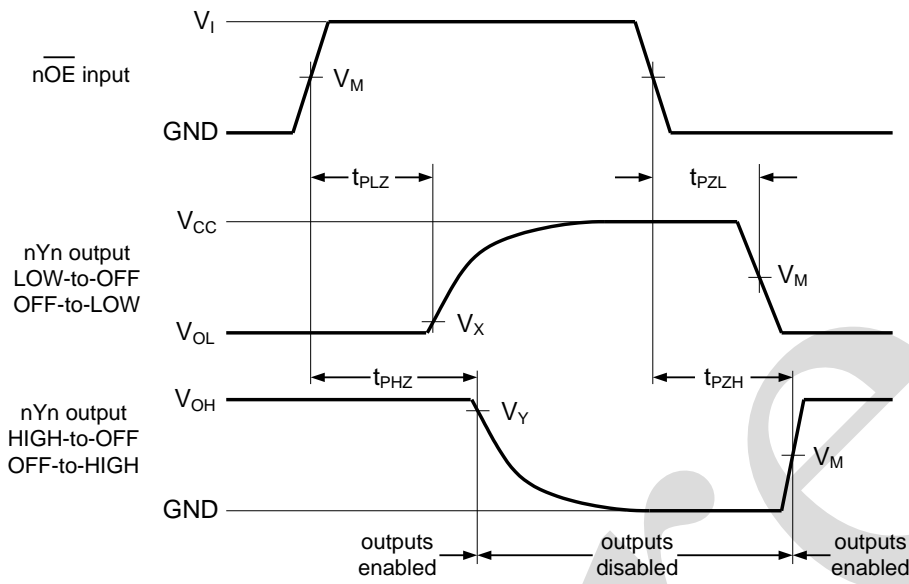 V_I
n\overline{OE} input
V_M
GND
t_PLZ
t_PZL
V_CC
nYn output
LOW-to-OFF
OFF-to-LOW
V_M
V_X
V_OL
t_PHZ
t_PZH
V_OH
nYn output
HIGH-to-OFF
OFF-to-HIGH
V_Y
V_M
GND
outputs
enabled
outputs
disabled
outputs
enabled